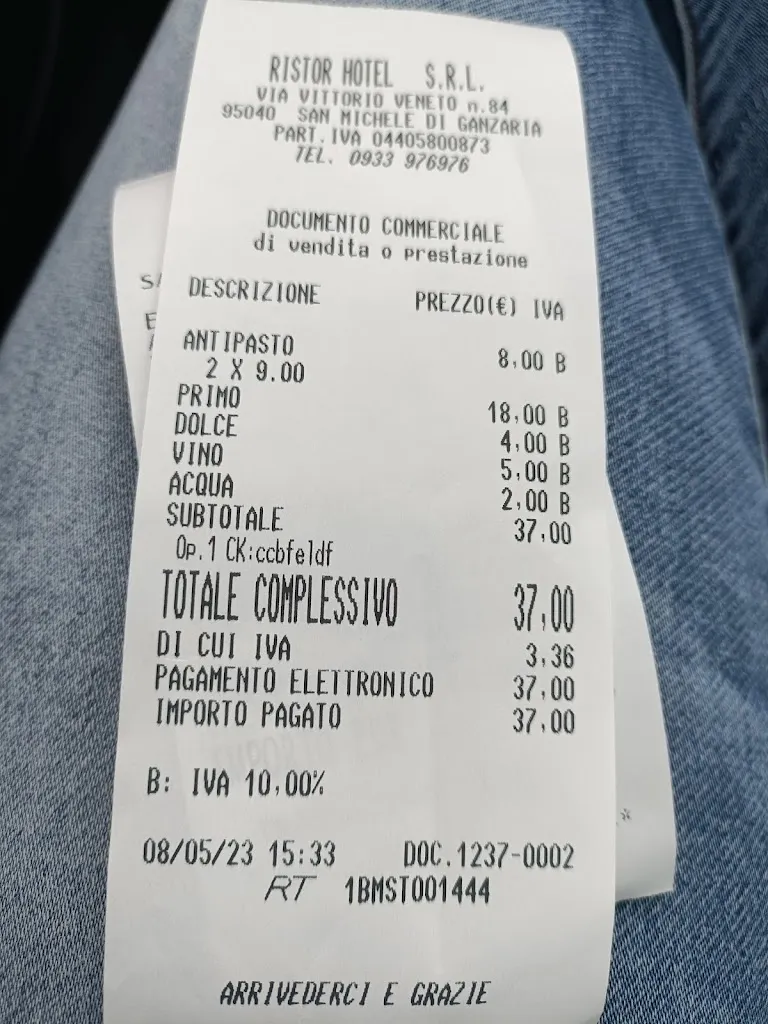 RISTOR HOTEL S.R.L.
VIA VITTORIO VENETO n.84
95040 SAN MICHELE DI GANZARIA
PART.IVA 04405800873
TEL. 0933 976976
DOCUMENTO COMMERCIALE
di vendita o prestazione
DESCRIZIONE PREZZO(€) IVA
ANTIPASTO 8,00 B
2 X 9.00
PRIMO 18,00 B
DOLCE 4,00 B
VINO 5,00 B
ACQUA 2,00 B
SUBTOTALE 37,00
Op.1 CK:ccbfeldf
TOTALE COMPLESSIVO 37,00
DI CUI IVA 3,36
PAGAMENTO ELETTRONICO 37,00
IMPORTO PAGATO 37,00
B: IVA 10,00%
08/05/23 15:33 DOC.1237-0002
RT 1BMST001444
ARRIVEDERCI E GRAZIE